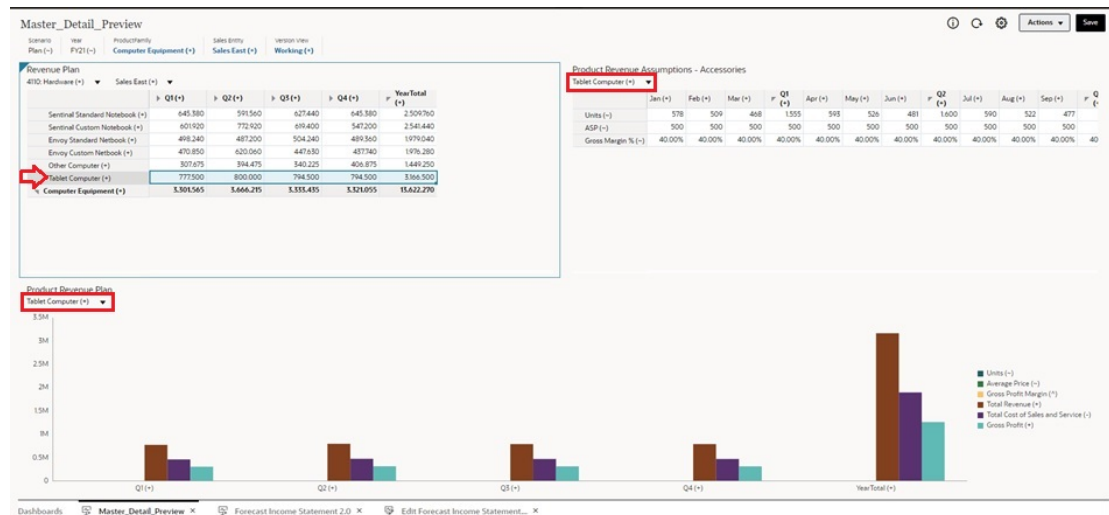 Master_Detail_Preview
Actions ▼ Save
Scenario Year ProductFamily Sales Entity Version View
Plan (~) FY21 (~) Computer Equipment (+) Sales East (+) Working (+)
Revenue Plan
4110: Hardware (+) Sales East (+)
Q1 (+) Q2 (+) Q3 (+) Q4 (+) YearTotal (+)
Sentinal Standard Notebook (+) 645,380 591,560 627,440 645,380 2,509,760
Sentinal Custom Notebook (+) 601,920 772,920 619,400 547,200 2,541,440
Envoy Standard Netbook (+) 498,240 487,200 504,240 489,360 1,979,040
Envoy Custom Netbook (+) 470,850 620,060 447,630 437,740 1,976,280
Other Computer (+) 307,675 394,475 340,225 406,875 1,449,250
Tablet Computer (+) 777,500 800,000 794,500 794,500 3,166,500
Computer Equipment (+) 3,301,565 3,666,215 3,333,435 3,321,055 13,622,270
Product Revenue Assumptions - Accessories
Tablet Computer (+)
Jan (+) Feb (+) Mar (+) Q1 (+) Apr (+) May (+) Jun (+) Q2 (+) Jul (+) Aug (+) Sep (+) Q
Units (~) 578 509 468 1,555 593 526 481 1,600 590 522 477
ASP (~) 500 500 500 500 500 500 500 500 500 500 500
Gross Margin % (~) 40.00% 40.00% 40.00% 40.00% 40.00% 40.00% 40.00% 40.00% 40.00% 40.00% 40.00% 40
Product Revenue Plan
Tablet Computer (+)
3.5M
3M
2.5M
2M
1.5M
1M
0.5M
0
Q1 (+) Q2 (+) Q3 (+) Q4 (+) YearTotal (+)
Units (~)
Average Price (~)
Gross Profit Margin (^)
Total Revenue (+)
Total Cost of Sales and Service (-)
Gross Profit (+)
Dashboards Master_Detail_Preview × Forecast Income Statement 2.0 × Edit Forecast Income Statement... ×